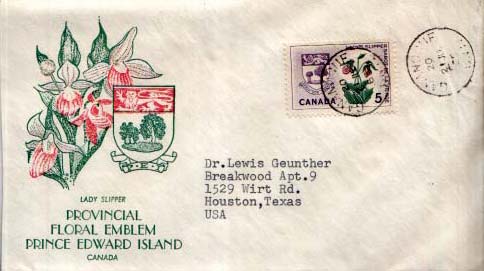 LADY SLIPPER
PROVINCIAL
FLORAL EMBLEM
PRINCE EDWARD ISLAND
CANADA
CANADA 5
Dr.Lewis Geunther
Breakwood Apt.9
1529 Wirt Rd.
Houston,Texas
USA